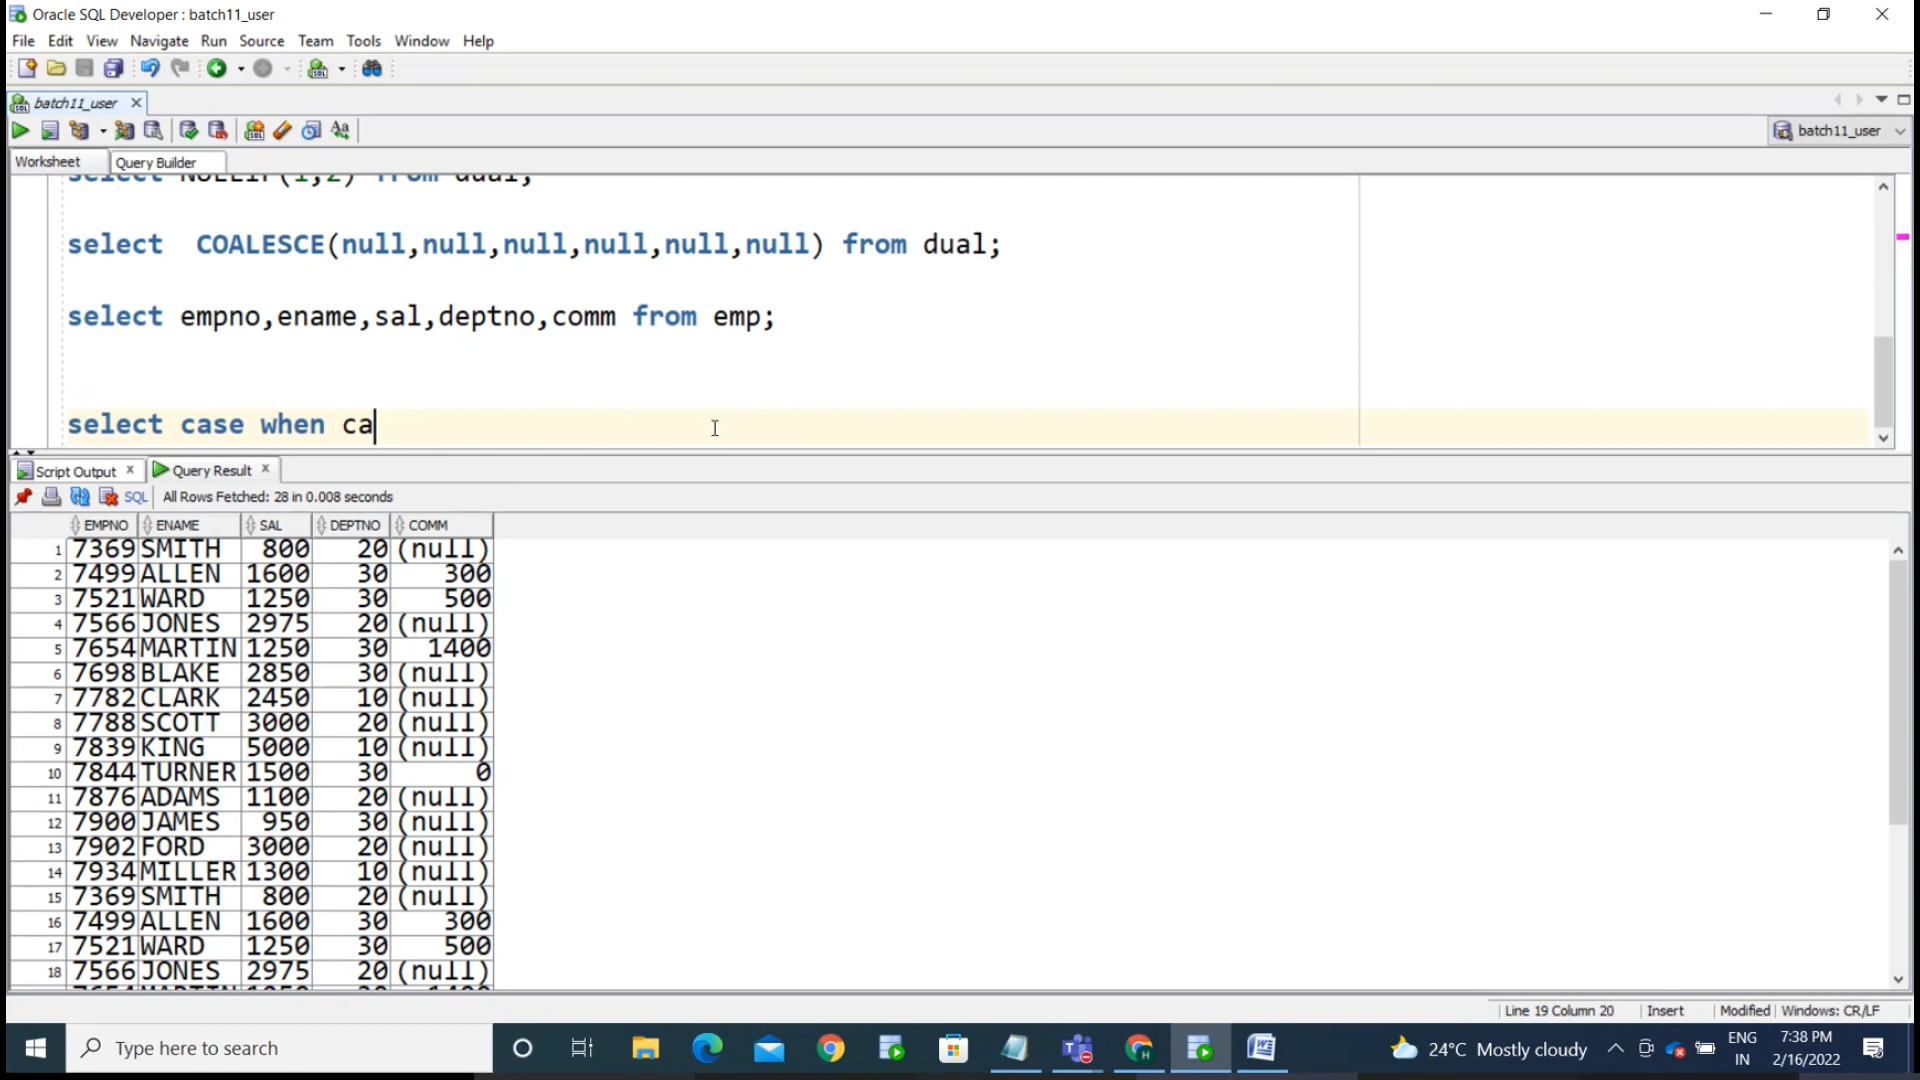 Oracle SQL Developer : batch11_user
File Edit View Navigate Run Source Team Tools Window Help
batch11_user
batch11_user
Worksheet Query Builder
select NULLIF(1,2) from dual;
select  COALESCE(null,null,null,null,null,null) from dual;
select empno,ename,sal,deptno,comm from emp;
select case when ca
Script Output Query Result
SQL All Rows Fetched: 28 in 0.008 seconds
EMPNO ENAME SAL DEPTNO COMM
1 7369 SMITH 800 20 (null)
2 7499 ALLEN 1600 30 300
3 7521 WARD 1250 30 500
4 7566 JONES 2975 20 (null)
5 7654 MARTIN 1250 30 1400
6 7698 BLAKE 2850 30 (null)
7 7782 CLARK 2450 10 (null)
8 7788 SCOTT 3000 20 (null)
9 7839 KING 5000 10 (null)
10 7844 TURNER 1500 30 0
11 7876 ADAMS 1100 20 (null)
12 7900 JAMES 950 30 (null)
13 7902 FORD 3000 20 (null)
14 7934 MILLER 1300 10 (null)
15 7369 SMITH 800 20 (null)
16 7499 ALLEN 1600 30 300
17 7521 WARD 1250 30 500
18 7566 JONES 2975 20 (null)
Line 19 Column 20 Insert Modified Windows: CR/LF
Type here to search
24°C Mostly cloudy
ENG
IN
7:38 PM
2/16/2022